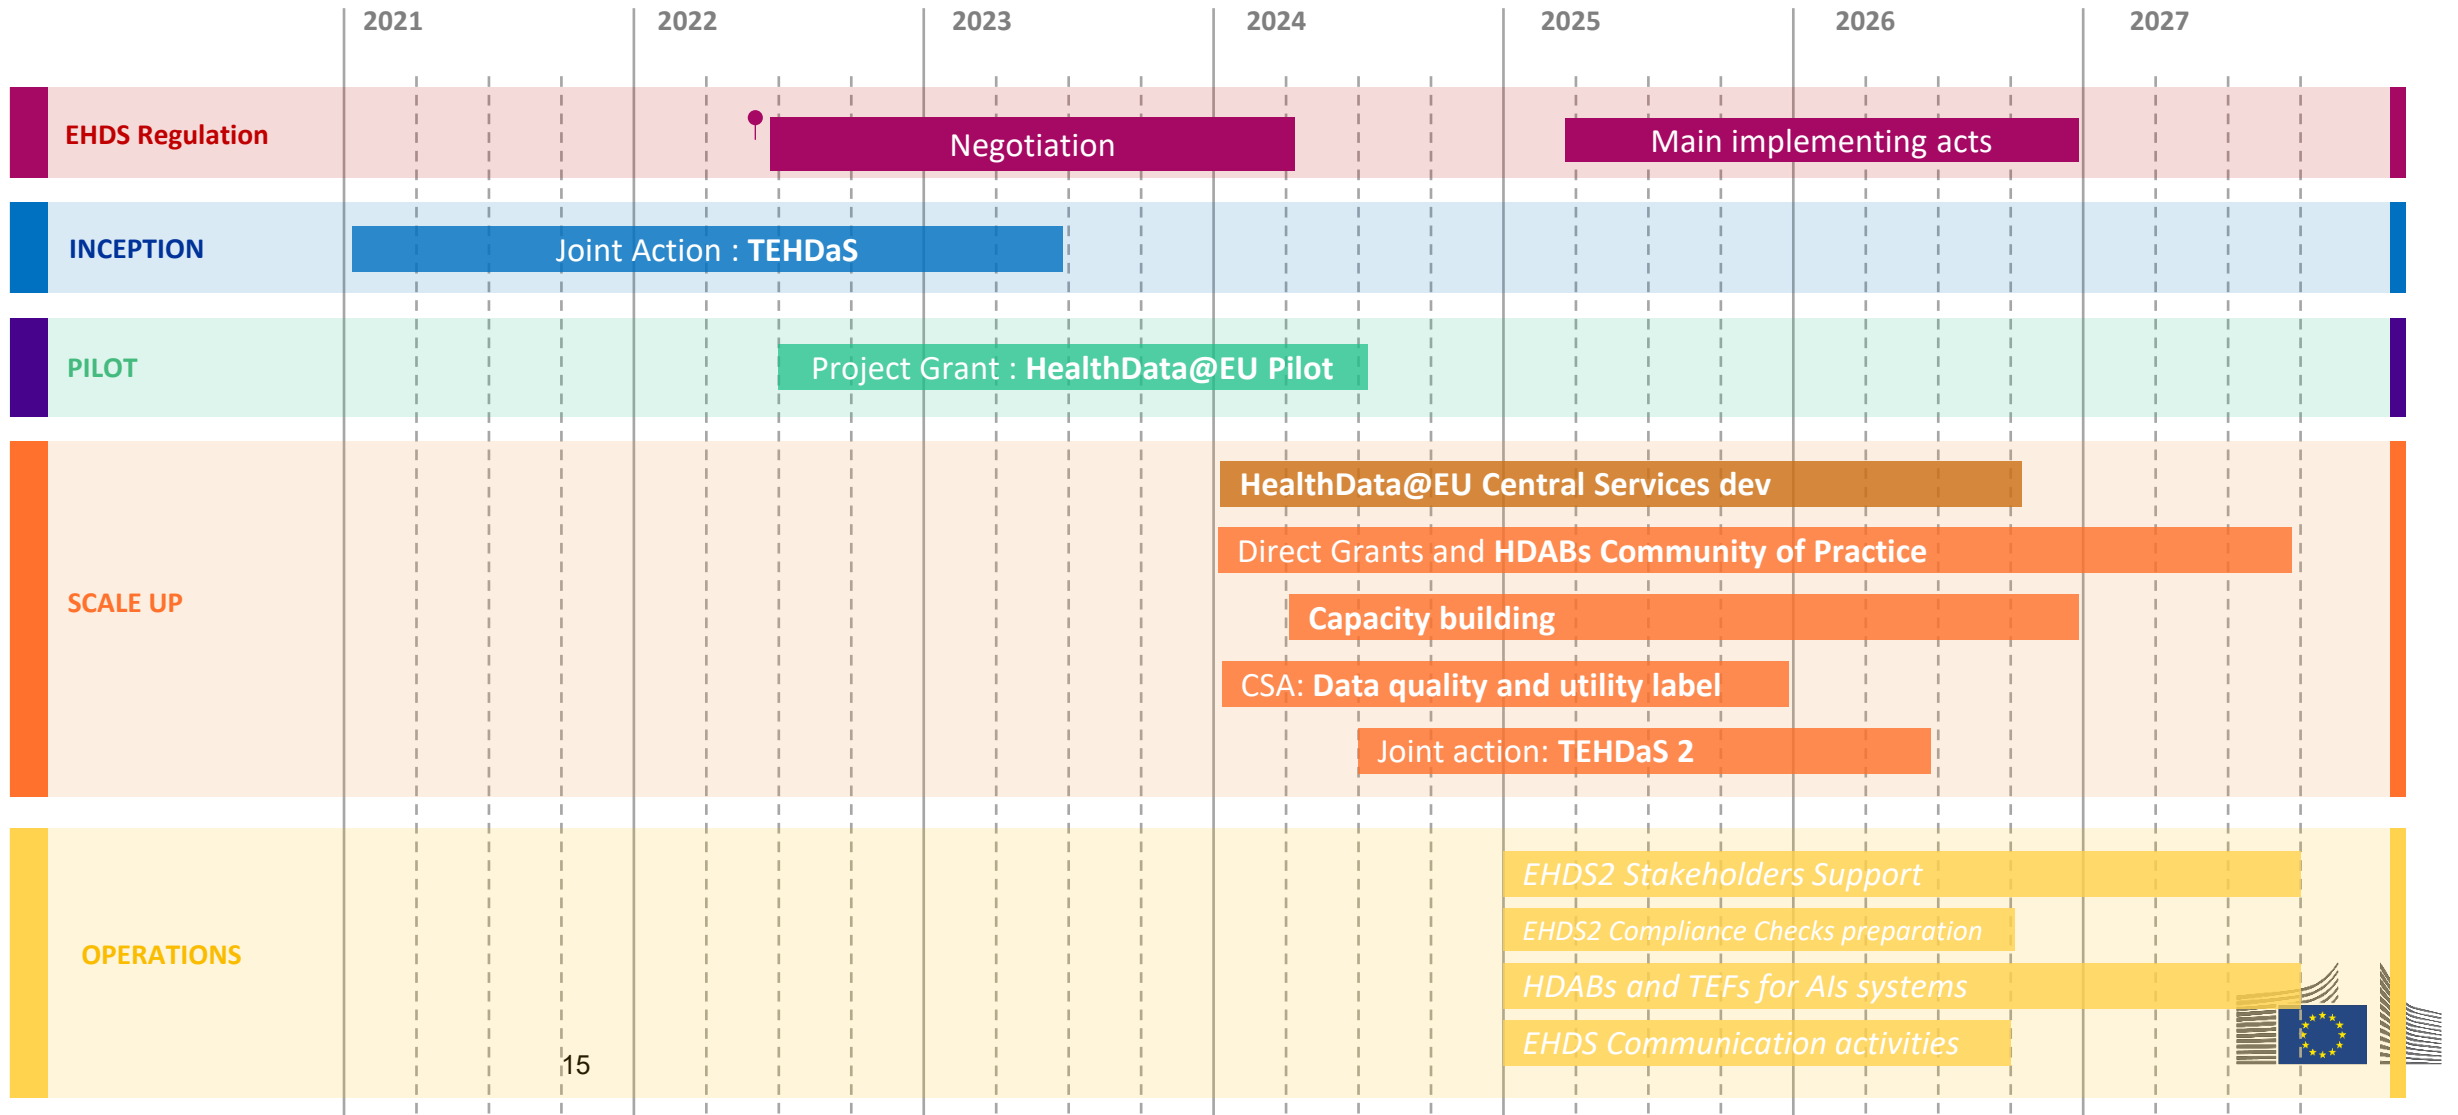 2021
2022
2023
2024
2025
2026
2027
EHDS Regulation
Negotiation
Main implementing acts
INCEPTION
Joint Action : TEHDaS
PILOT
Project Grant : HealthData@EU Pilot
SCALE UP
HealthData@EU Central Services dev
Direct Grants and HDABs Community of Practice
Capacity building
CSA: Data quality and utility label
Joint action: TEHDaS 2
OPERATIONS
EHDS2 Stakeholders Support
EHDS2 Compliance Checks preparation
HDABs and TEFs for AIs systems
EHDS Communication activities
15